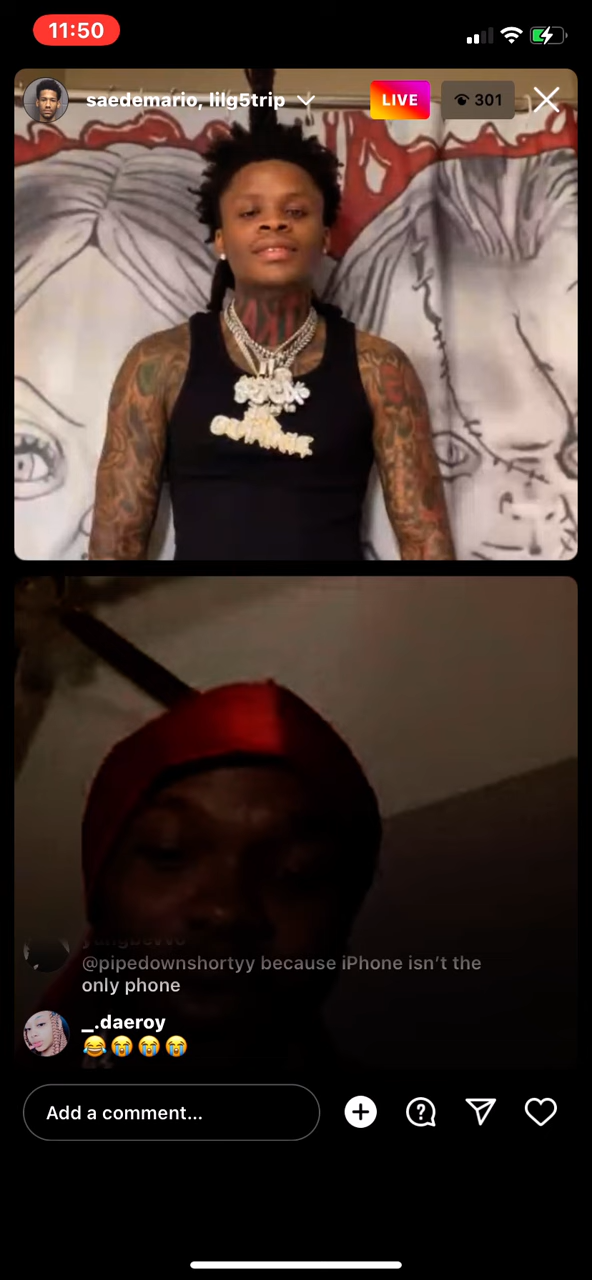 11:50
saedemario, lilg5trip
LIVE
301
@pipedownshortyy because iPhone isn't the
only phone
_.daeroy
😂😭😭😭
Add a comment...